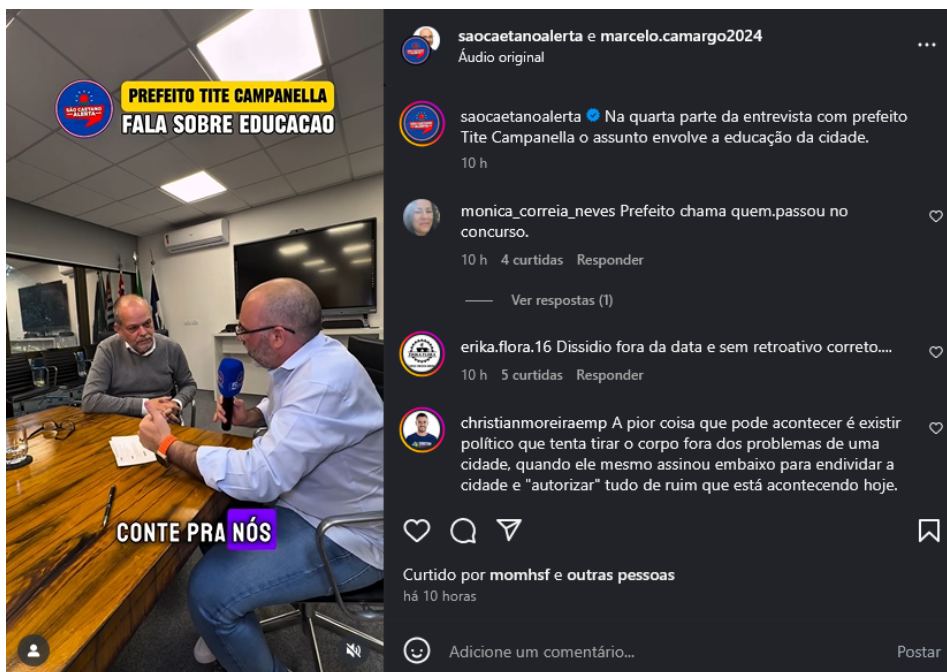 PREFEITO TITE CAMPANELLA
FALA SOBRE EDUCACAO
SÃO CAETANO
ALERTA
CONTE PRA NÓS
saocaetanoalerta e marcelo.camargo2024
Áudio original
saocaetanoalerta Na quarta parte da entrevista com prefeito
Tite Campanella o assunto envolve a educação da cidade.
10 h
monica_correia_neves Prefeito chama quem.passou no
concurso.
10 h 4 curtidas Responder
Ver respostas (1)
erika.flora.16 Dissidio fora da data e sem retroativo correto....
10 h 5 curtidas Responder
christianmoreiraemp A pior coisa que pode acontecer é existir
político que tenta tirar o corpo fora dos problemas de uma
cidade, quando ele mesmo assinou embaixo para endividar a
cidade e "autorizar" tudo de ruim que está acontecendo hoje.
Curtido por momhsf e outras pessoas
há 10 horas
Adicione um comentário...
Postar